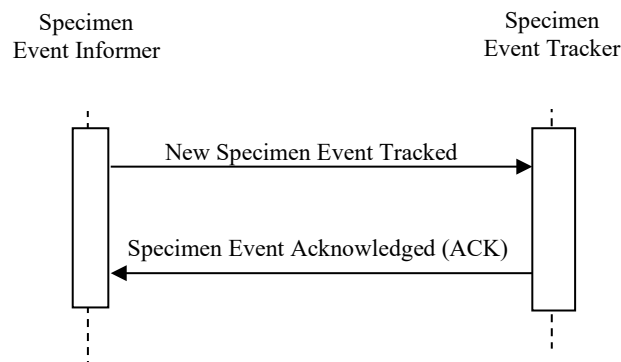 Specimen
Event Informer
Specimen
Event Tracker
New Specimen Event Tracked
Specimen Event Acknowledged (ACK)